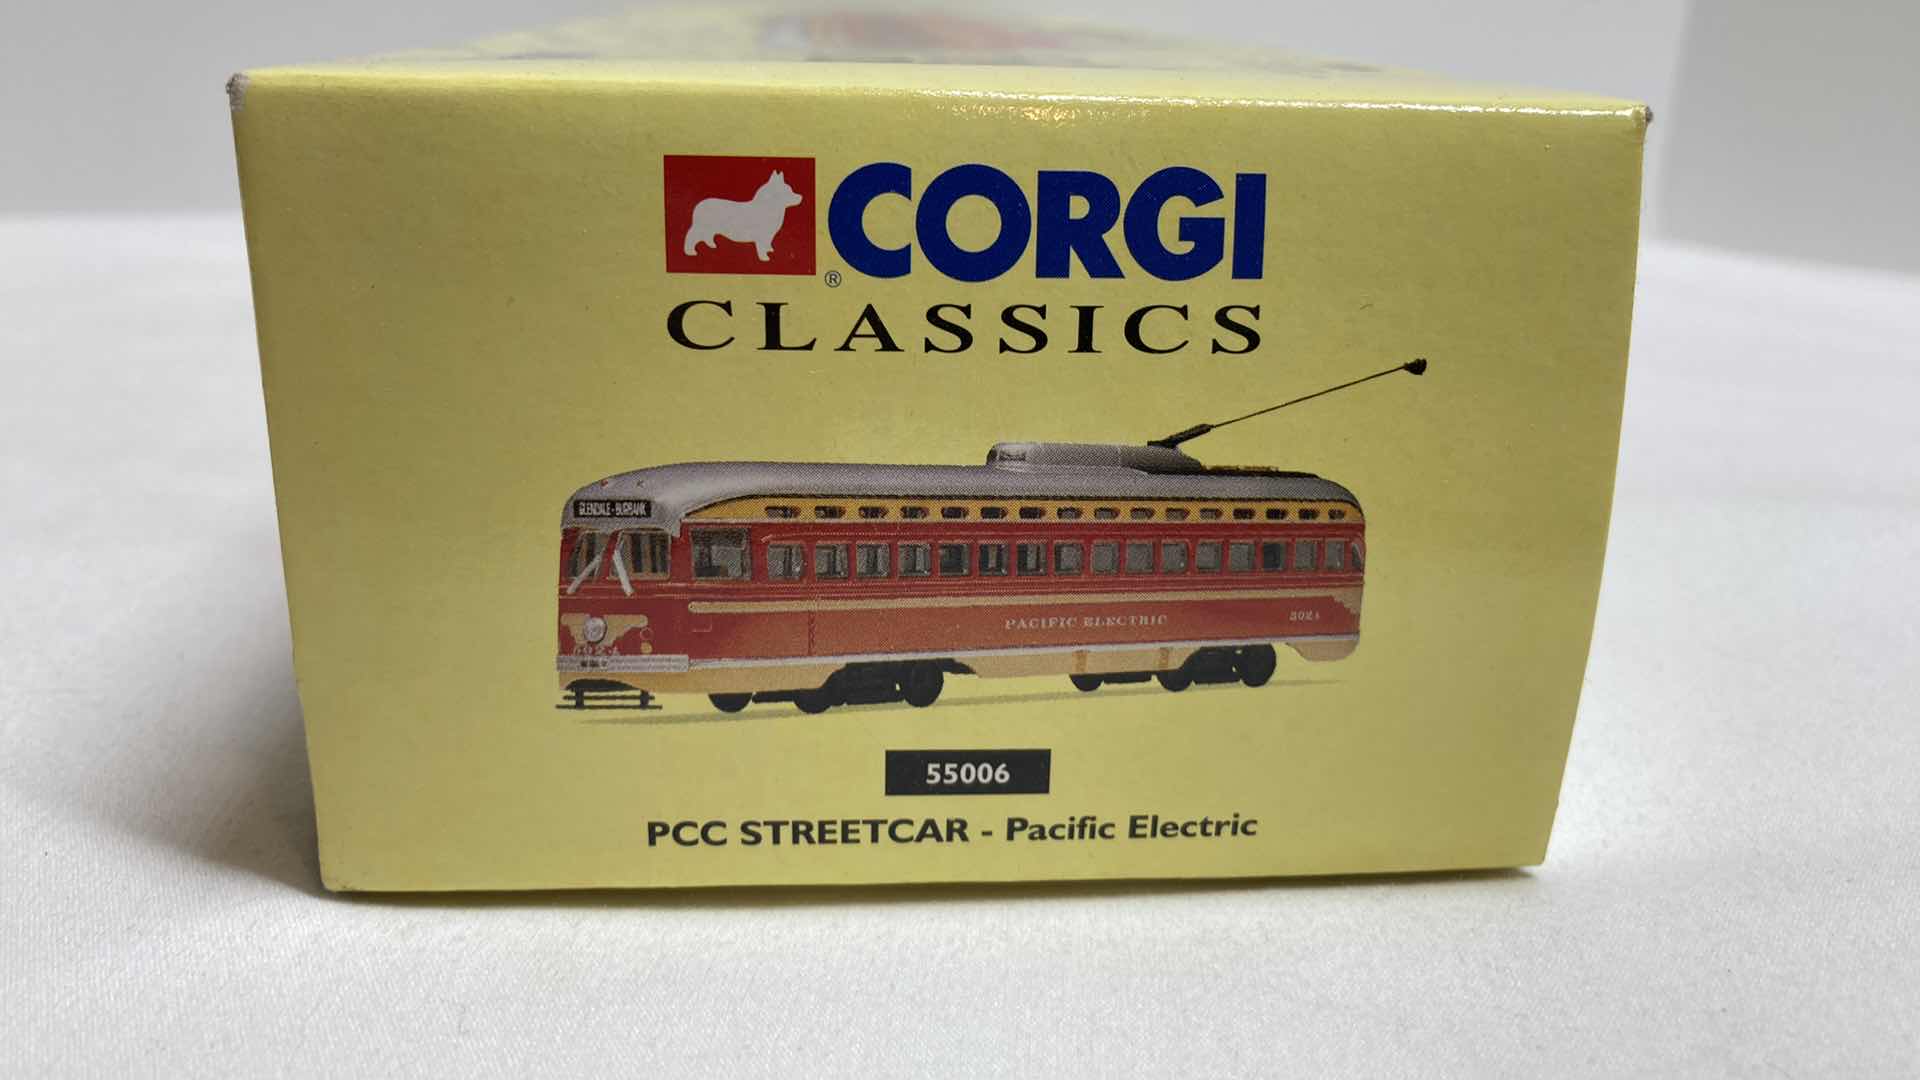 ® CORGI
CLASSICS
GLENDALE - BURBANK
PACIFIC ELECTRIC
55006
PCC STREETCAR - Pacific Electric